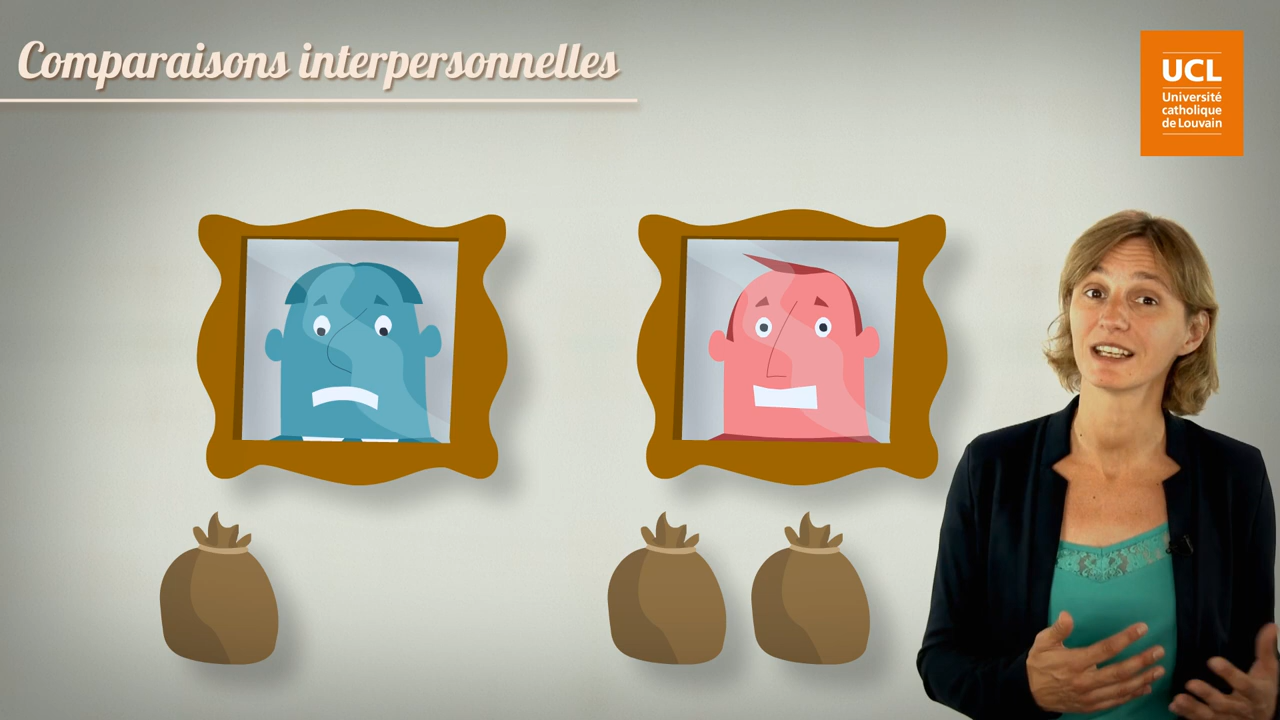 Comparaisons interpersonnelles
UCL
Université
catholique
de Louvain